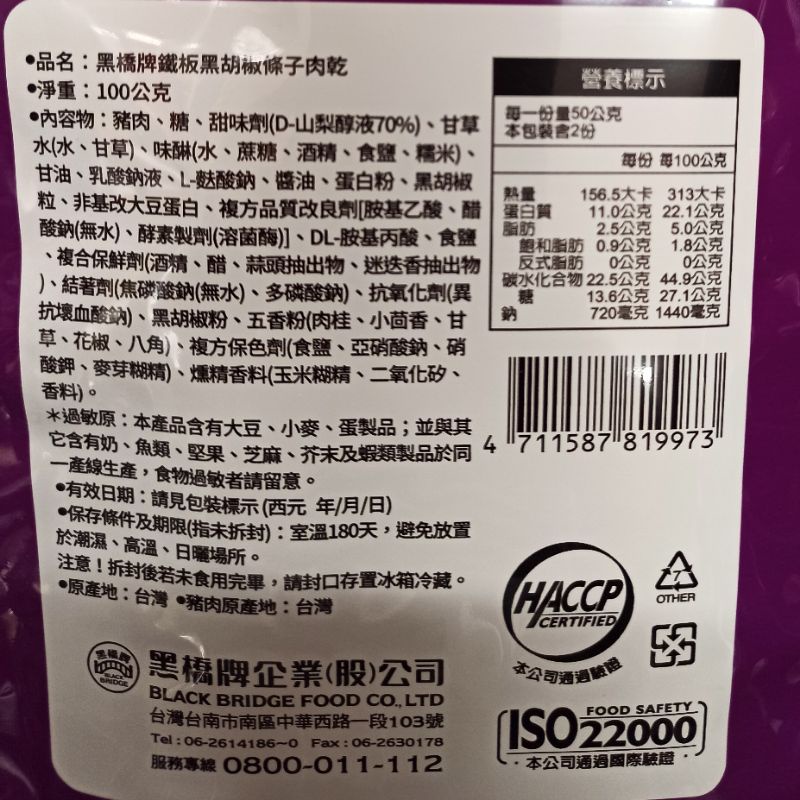 •品名：黑橋牌鐵板黑胡椒條子肉乾
•淨重：100公克
•內容物：豬肉、糖、甜味劑(D-山梨醇液70%)、甘草
水(水、甘草)、味醂(水、蔗糖、酒精、食鹽、糯米)、
甘油、乳酸鈉液、L-麩酸鈉、醬油、蛋白粉、黑胡椒
粒、非基改大豆蛋白、複方品質改良劑[胺基乙酸、醋
酸鈉(無水)、酵素製劑(溶菌酶)]、DL-胺基丙酸、食鹽
、複合保鮮劑(酒精、醋、蒜頭抽出物、迷迭香抽出物
)、結著劑(焦磷酸鈉(無水)、多磷酸鈉)、抗氧化劑(異
抗壞血酸鈉)、黑胡椒粉、五香粉(肉桂、小茴香、甘
草、花椒、八角)、複方保色劑(食鹽、亞硝酸鈉、硝
酸鉀、麥芽糊精)、燻精香料(玉米糊精、二氧化矽、
香料)。
＊過敏原：本產品含有大豆、小麥、蛋製品；並與其
它含有奶、魚類、堅果、芝麻、芥末及蝦類製品於同
一產線生產，食物過敏者請留意。
•有效日期：請見包裝標示(西元 年/月/日)
•保存條件及期限(指未拆封)：室溫180天，避免放置
於潮濕、高溫、日曬場所。
注意！拆封後若未食用完畢，請封口存置冰箱冷藏。
•原產地：台灣 •豬肉原產地：台灣
黑橋牌
BLACK
BRIDGE
黑橋牌企業(股)公司
BLACK BRIDGE FOOD CO., LTD
台灣台南市南區中華西路一段103號
Tel：06-2614186~0 Fax：06-2630178
服務專線 0800-011-112
營養標示
每一份量50公克
本包裝含2份
每份 每100公克
熱量 156.5大卡 313大卡
蛋白質 11.0公克 22.1公克
脂肪 2.5公克 5.0公克
飽和脂肪 0.9公克 1.8公克
反式脂肪 0公克 0公克
碳水化合物 22.5公克 44.9公克
糖 13.6公克 27.1公克
鈉 720毫克 1440毫克
4 711587 819973
HACCP
CERTIFIED
本公司通過驗證
7
OTHER
ISO 22000
FOOD SAFETY
·本公司通過國際驗證·